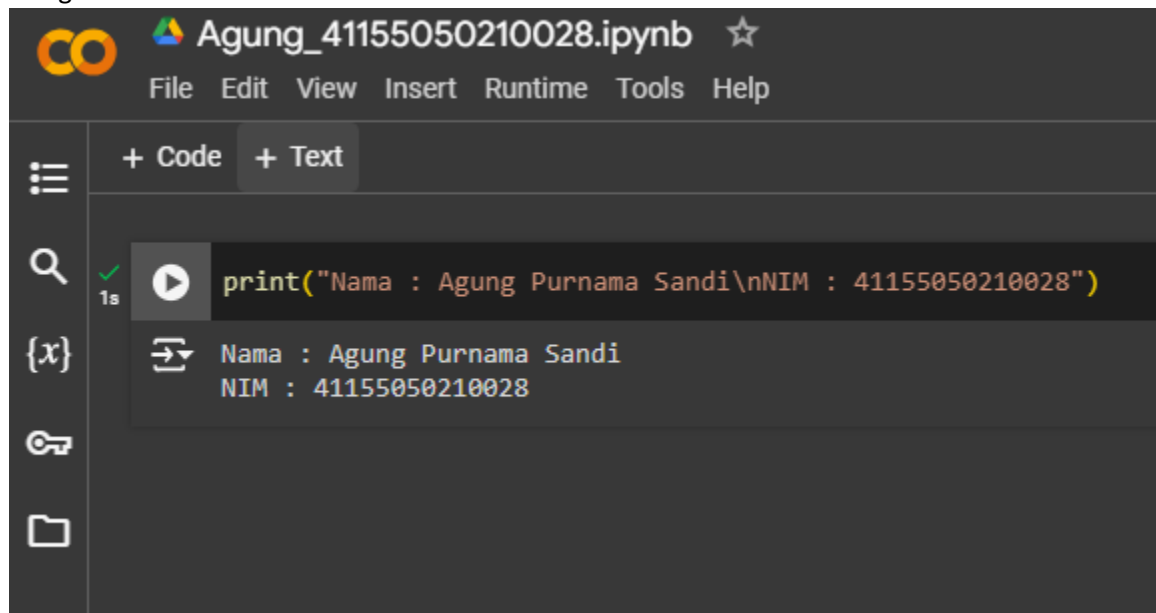 Agung_41155050210028.ipynb
File Edit View Insert Runtime Tools Help
+ Code + Text
1s
print("Nama : Agung Purnama Sandi\nNIM : 41155050210028")
{x}
Nama : Agung Purnama Sandi
NIM : 41155050210028